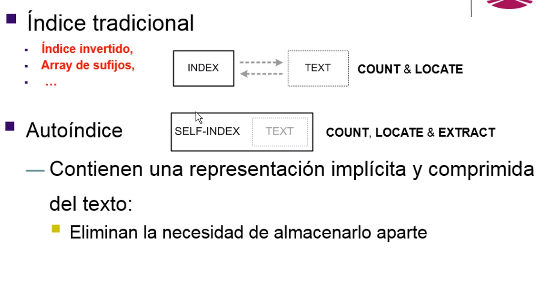 Índice tradicional
Índice invertido,
Array de sufijos,
...
INDEX
TEXT
COUNT & LOCATE
Autoíndice
SELF-INDEX
TEXT
COUNT, LOCATE & EXTRACT
— Contienen una representación implícita y comprimida
del texto:
Eliminan la necesidad de almacenarlo aparte